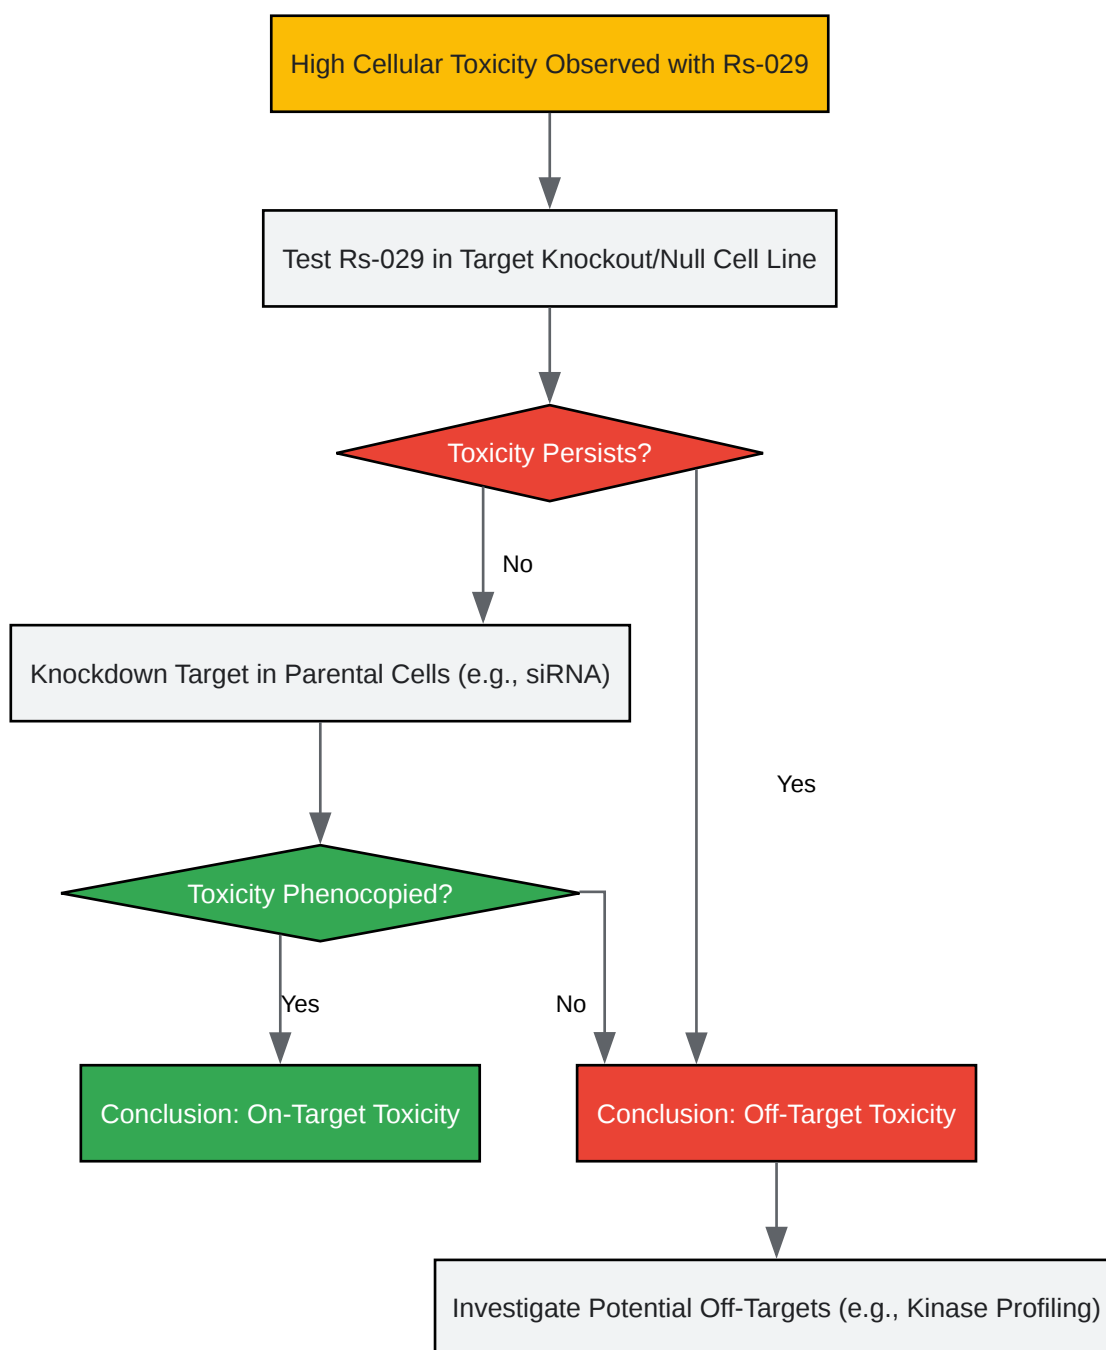 High Cellular Toxicity Observed with Rs-029
Test Rs-029 in Target Knockout/Null Cell Line
Toxicity Persists?
No
Knockdown Target in Parental Cells (e.g., siRNA)
Yes
Toxicity Phenocopied?
Yes
No
Conclusion: On-Target Toxicity
Conclusion: Off-Target Toxicity
Investigate Potential Off-Targets (e.g., Kinase Profiling)